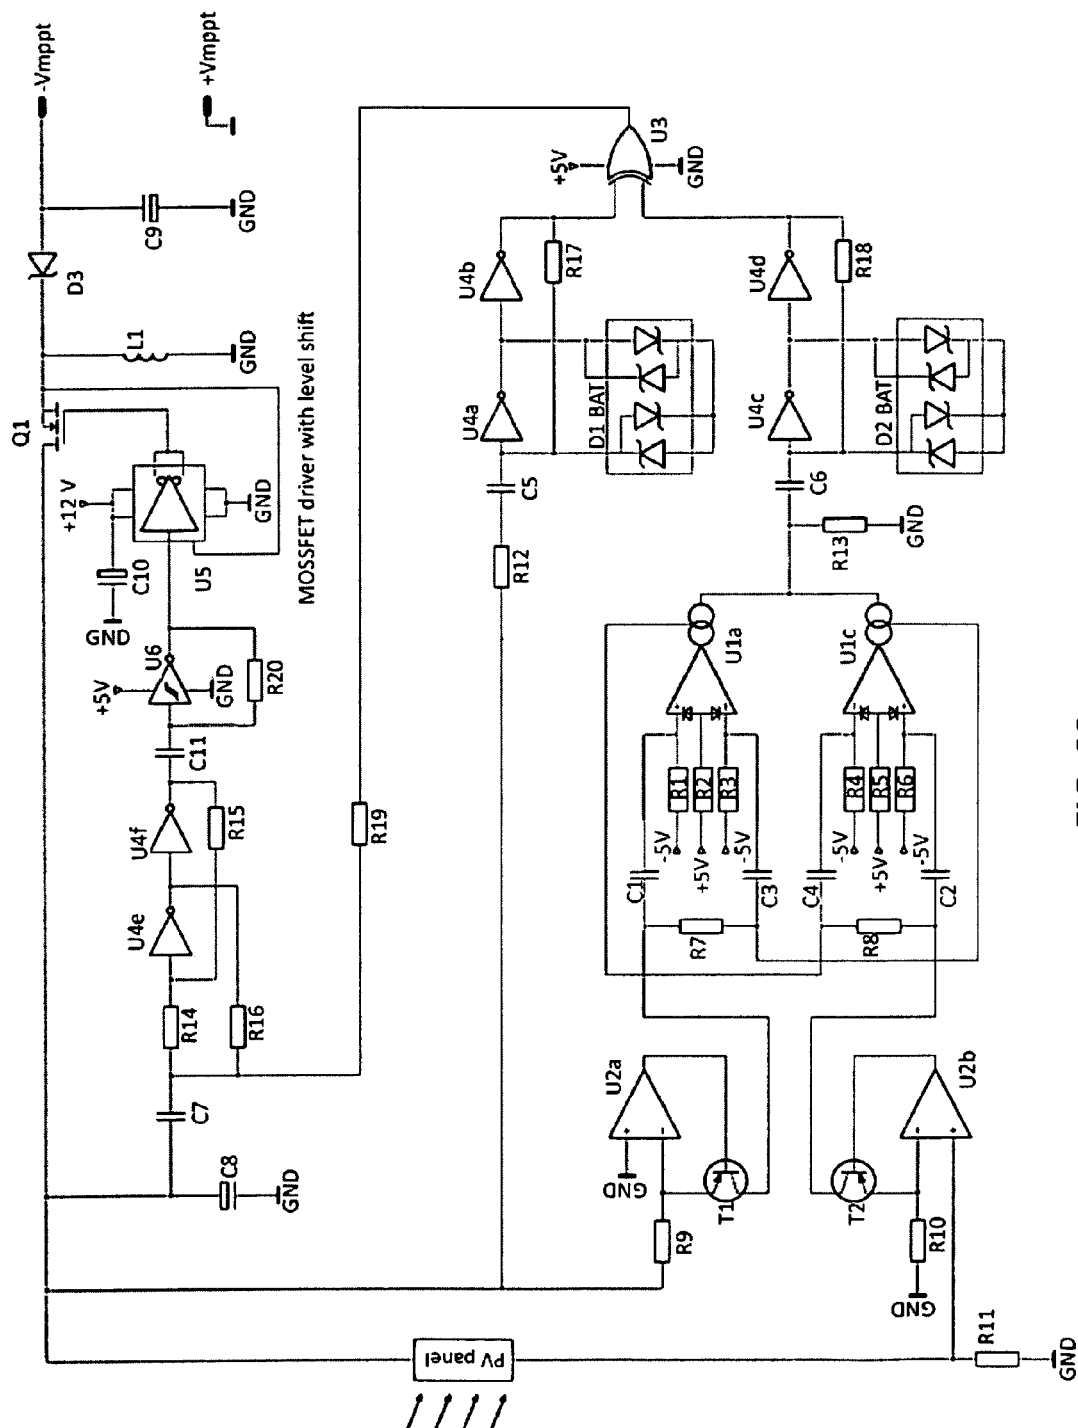 -Vmppt
+Vmppt
Q1
D3
C9
GND
L1
GND
+12 V
C10
GND
U5
GND
MOSSFET driver with level shift
U6
+5V
GND
R20
C11
U4f
R15
U4e
R14
R16
C7
C8
GND
R19
U3
+5V
GND
U4b
R17
U4a
D1 BAT
C5
R12
U4d
R18
U4c
D2 BAT
C6
R13
GND
U1a
U1c
R1
R2
R3
R4
R5
R6
-5V
+5V
-5V
-5V
+5V
-5V
C1
C3
C4
C2
R7
R8
U2a
GND
T1
R9
U2b
T2
R10
GND
PV panel
R11
GND